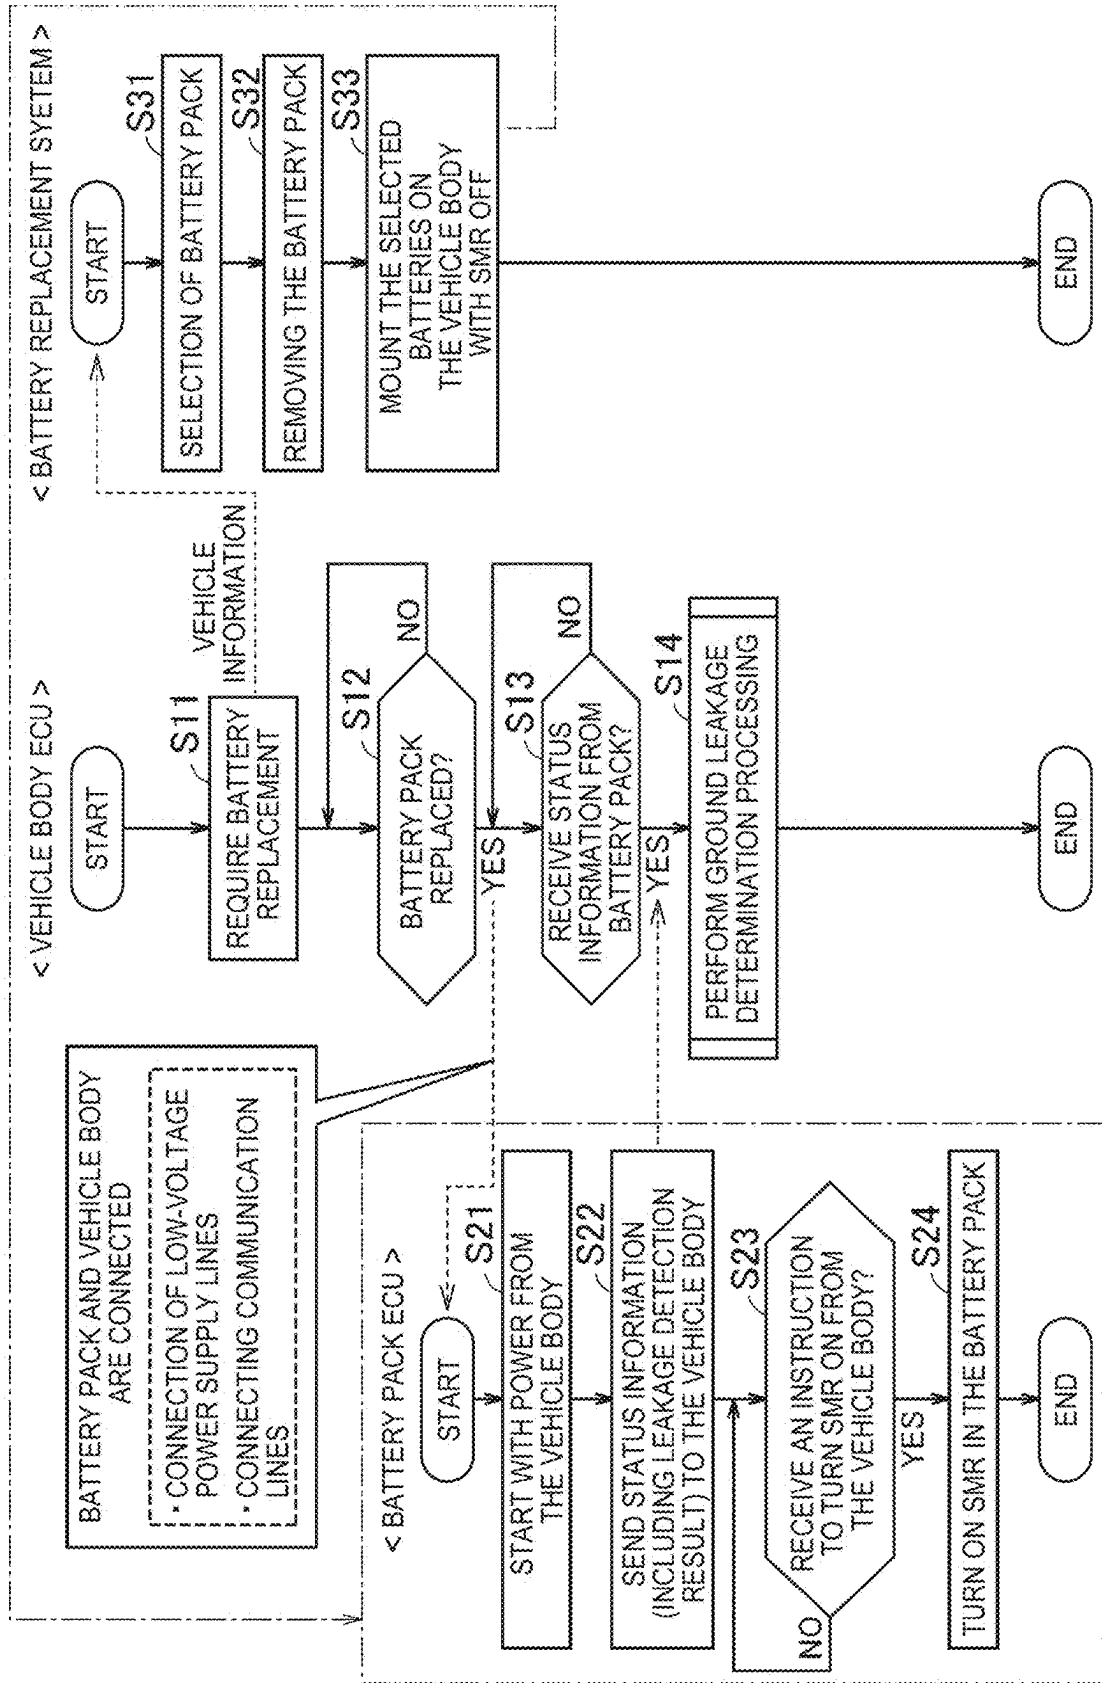 BATTERY PACK AND VEHICLE BODY
ARE CONNECTED
・CONNECTION OF LOW-VOLTAGE
POWER SUPPLY LINES
・CONNECTING COMMUNICATION
LINES
< BATTERY PACK ECU >
START
S21
START WITH POWER FROM
THE VEHICLE BODY
S22
SEND STATUS INFORMATION
(INCLUDING LEAKAGE DETECTION
RESULT) TO THE VEHICLE BODY
S23
RECEIVE AN INSTRUCTION
TO TURN SMR ON FROM
THE VEHICLE BODY?
NO
YES
S24
TURN ON SMR IN THE BATTERY PACK
END
< VEHICLE BODY ECU >
START
S11
REQUIRE BATTERY
REPLACEMENT
VEHICLE
INFORMATION
S12
BATTERY PACK
REPLACED?
NO
YES
S13
RECEIVE STATUS
INFORMATION FROM
BATTERY PACK?
NO
YES
S14
PERFORM GROUND LEAKAGE
DETERMINATION PROCESSING
END
< BATTERY REPLACEMENT SYETEM >
START
S31
SELECTION OF BATTERY PACK
S32
REMOVING THE BATTERY PACK
S33
MOUNT THE SELECTED
BATTERIES ON
THE VEHICLE BODY
WITH SMR OFF
END